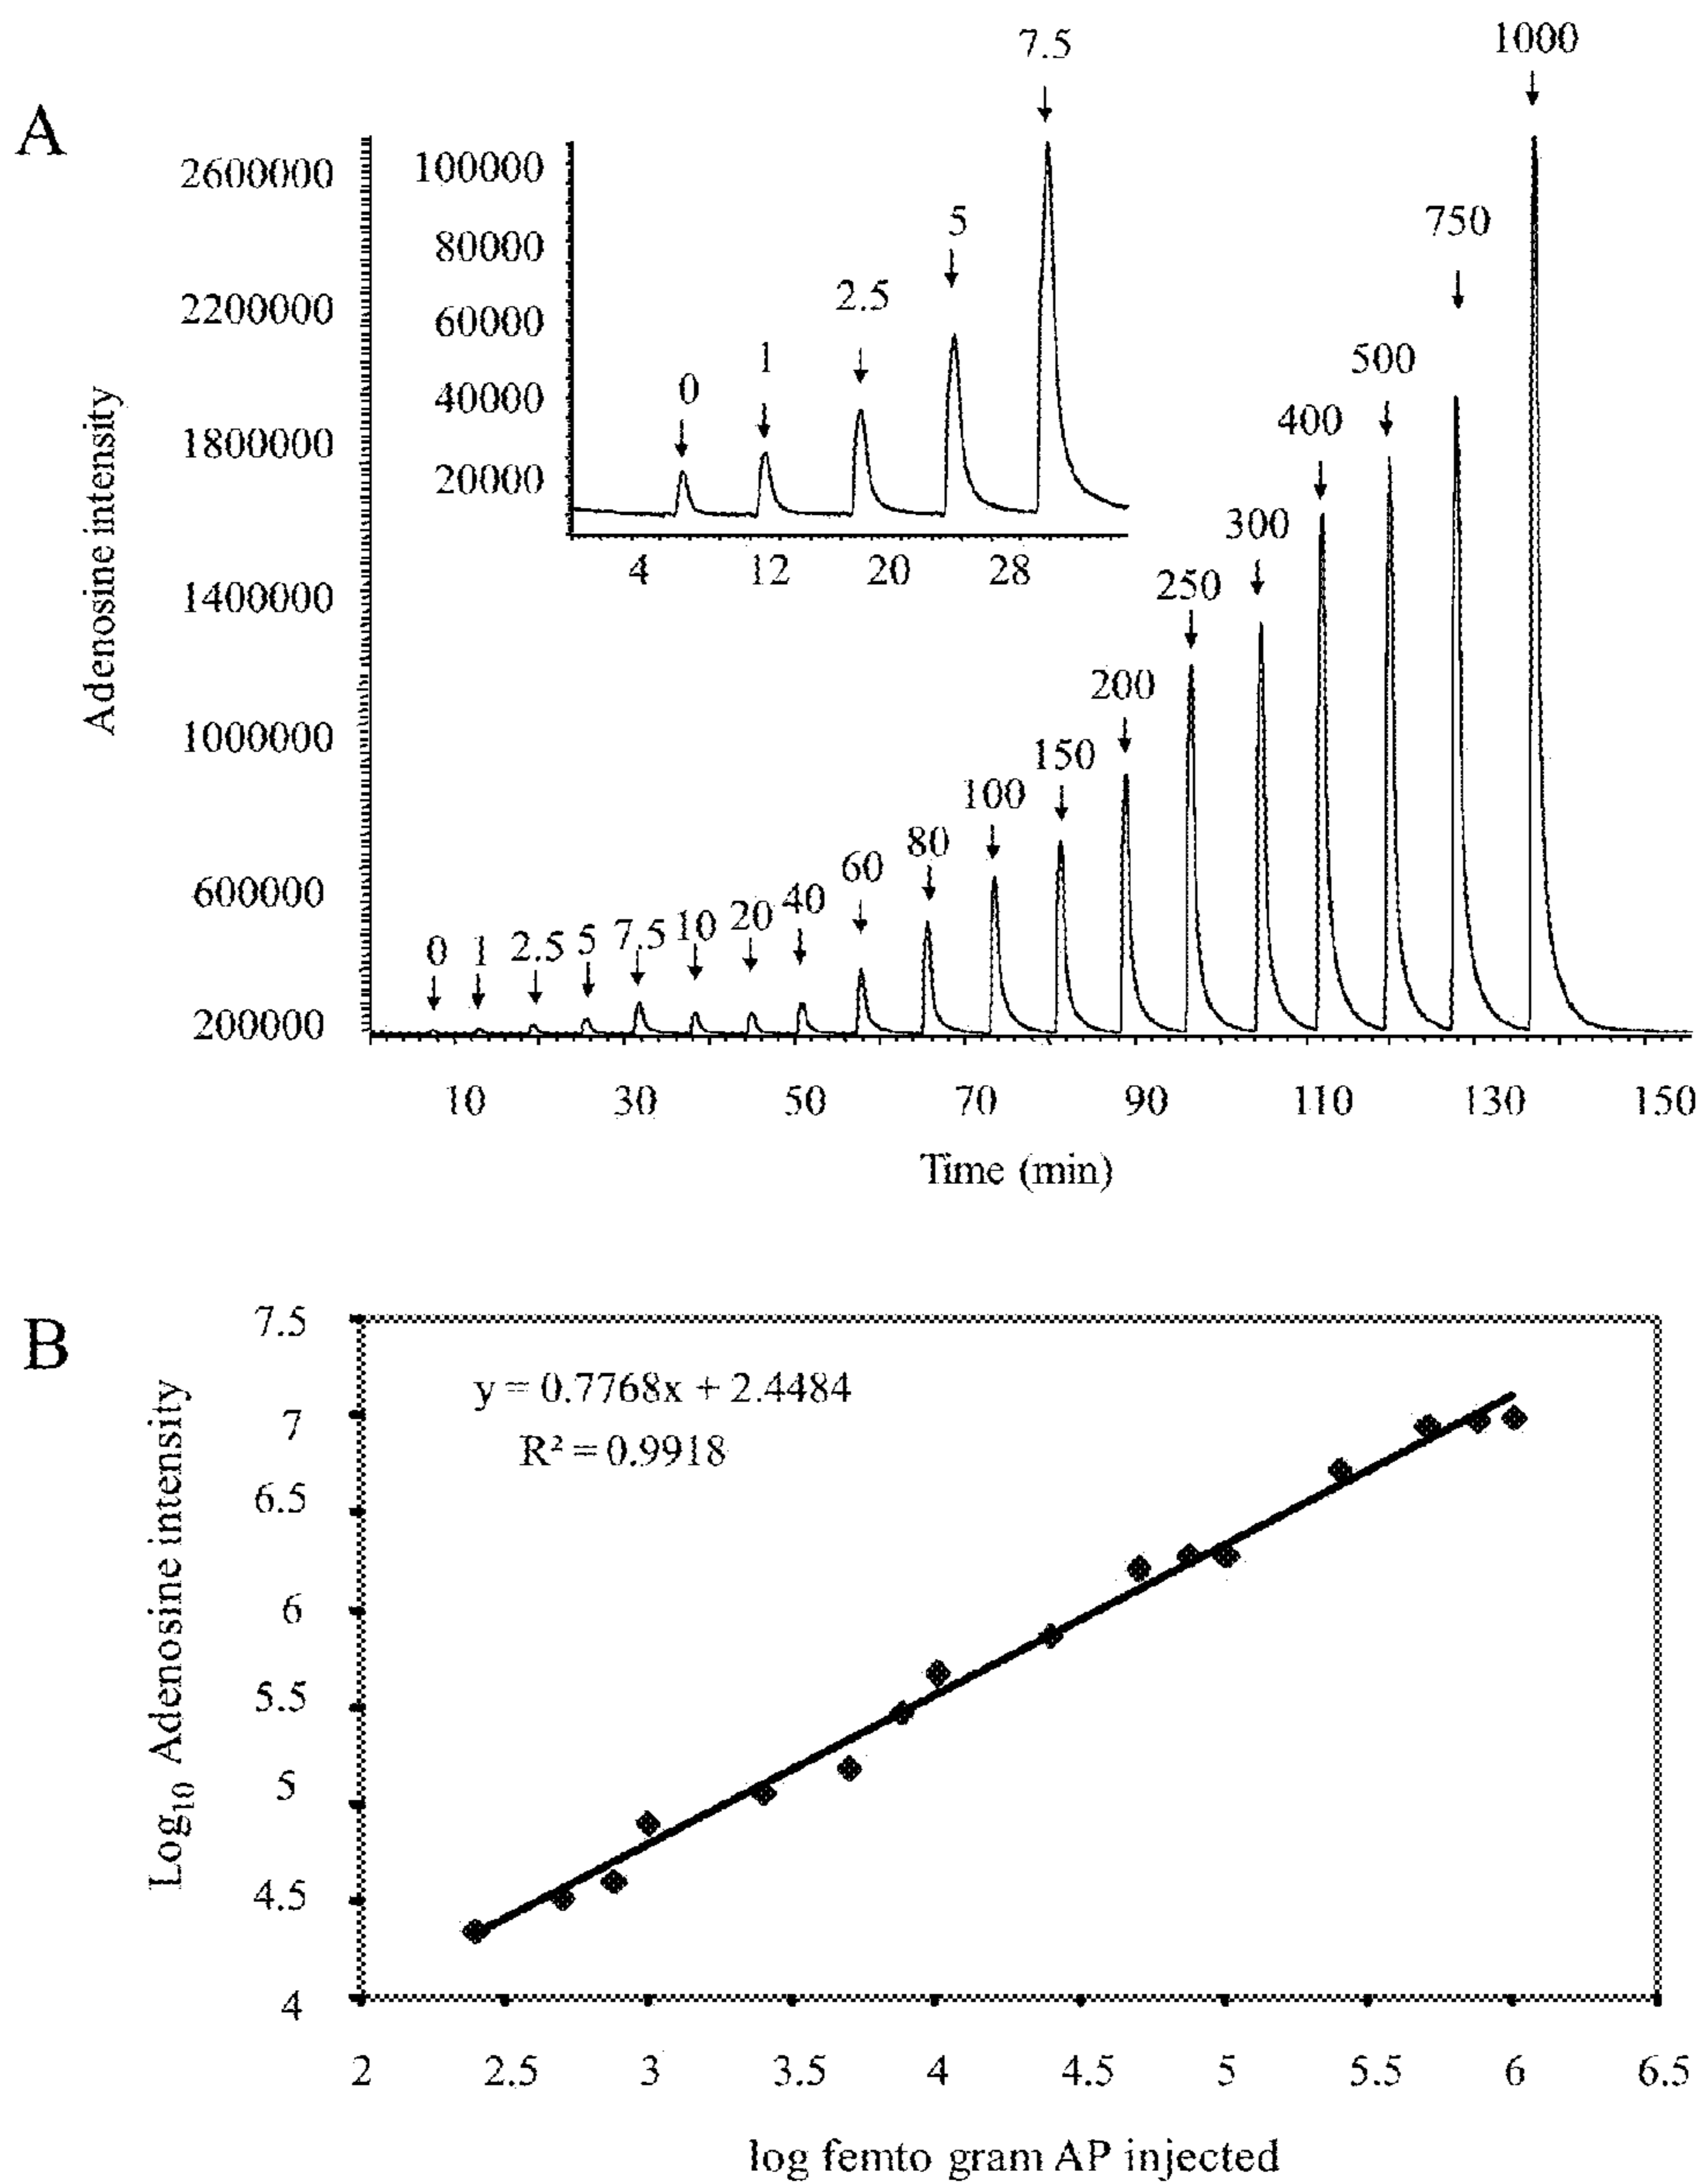 A
Adenosine intensity
2600000
2200000
1800000
1400000
1000000
600000
200000
100000
80000
60000
40000
20000
0
1
2.5
5
7.5
4 12 20 28
0 1 2.5 5 7.5 10 20 40 60 80 100 150 200 250 300 400 500 750 1000
10 30 50 70 90 110 130 150
Time (min)
B
Log₁₀ Adenosine intensity
7.5
7
6.5
6
5.5
5
4.5
4
y = 0.7768x + 2.4484
R² = 0.9918
2 2.5 3 3.5 4 4.5 5 5.5 6 6.5
log femto gram AP injected